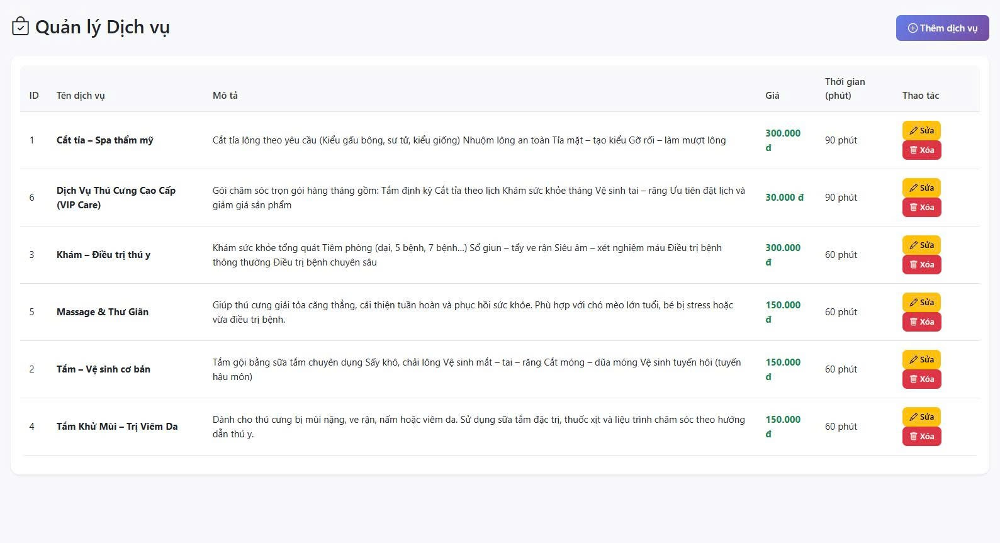 Quản lý Dịch vụ
Thêm dịch vụ
ID Tên dịch vụ Mô tả Giá Thời gian (phút) Thao tác
1 Cắt tỉa – Spa thẩm mỹ Cắt tỉa lông theo yêu cầu (Kiểu gấu bông, sư tử, kiểu giống) Nhuộm lông an toàn Tỉa mặt – tạo kiểu Gỡ rối – làm mượt lông 300.000 đ 90 phút Sửa Xóa
6 Dịch Vụ Thú Cưng Cao Cấp (VIP Care) Gói chăm sóc trọn gói hàng tháng gồm: Tắm định kỳ Cắt tỉa theo lịch Khám sức khỏe tháng Vệ sinh tai – răng Ưu tiên đặt lịch và giảm giá sản phẩm 30.000 đ 90 phút Sửa Xóa
3 Khám – Điều trị thú y Khám sức khỏe tổng quát Tiêm phòng (dại, 5 bệnh, 7 bệnh...) Sổ giun – tẩy ve rận Siêu âm – xét nghiệm máu Điều trị bệnh thông thường Điều trị bệnh chuyên sâu 300.000 đ 60 phút Sửa Xóa
5 Massage & Thư Giãn Giúp thú cưng giải tỏa căng thẳng, cải thiện tuần hoàn và phục hồi sức khỏe. Phù hợp với chó mèo lớn tuổi, bé bị stress hoặc vừa điều trị bệnh. 150.000 đ 60 phút Sửa Xóa
2 Tắm – Vệ sinh cơ bản Tắm gội bằng sữa tắm chuyên dụng Sấy khô, chải lông Vệ sinh mắt – tai – răng Cắt móng – dũa móng Vệ sinh tuyến hôi (tuyến hậu môn) 150.000 đ 60 phút Sửa Xóa
4 Tắm Khử Mùi – Trị Viêm Da Dành cho thú cưng bị mùi nặng, ve rận, nấm hoặc viêm da. Sử dụng sữa tắm đặc trị, thuốc xịt và liệu trình chăm sóc theo hướng dẫn thú y. 150.000 đ 60 phút Sửa Xóa